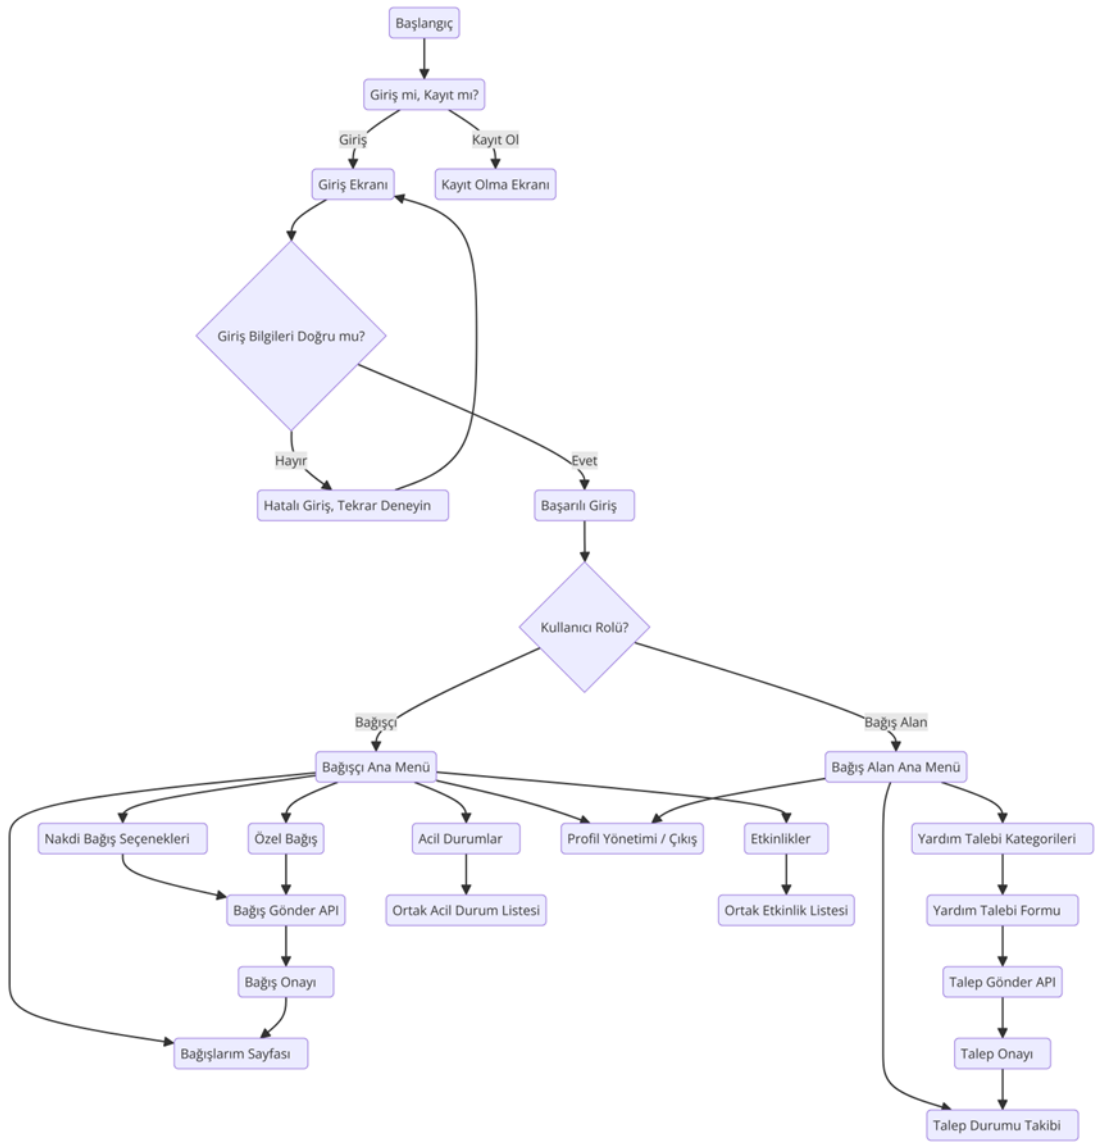 Başlangıç
Giriş mi, Kayıt mı?
Giriş
Kayıt Ol
Giriş Ekranı
Kayıt Olma Ekranı
Giriş Bilgileri Doğru mu?
Hayır
Evet
Hatalı Giriş, Tekrar Deneyin
Başarılı Giriş
Kullanıcı Rolü?
Bağışçı
Bağış Alan
Bağışçı Ana Menü
Bağış Alan Ana Menü
Nakdi Bağış Seçenekleri
Özel Bağış
Acil Durumlar
Profil Yönetimi / Çıkış
Etkinlikler
Yardım Talebi Kategorileri
Bağış Gönder API
Ortak Acil Durum Listesi
Ortak Etkinlik Listesi
Yardım Talebi Formu
Bağış Onayı
Talep Gönder API
Bağışlarım Sayfası
Talep Onayı
Talep Durumu Takibi